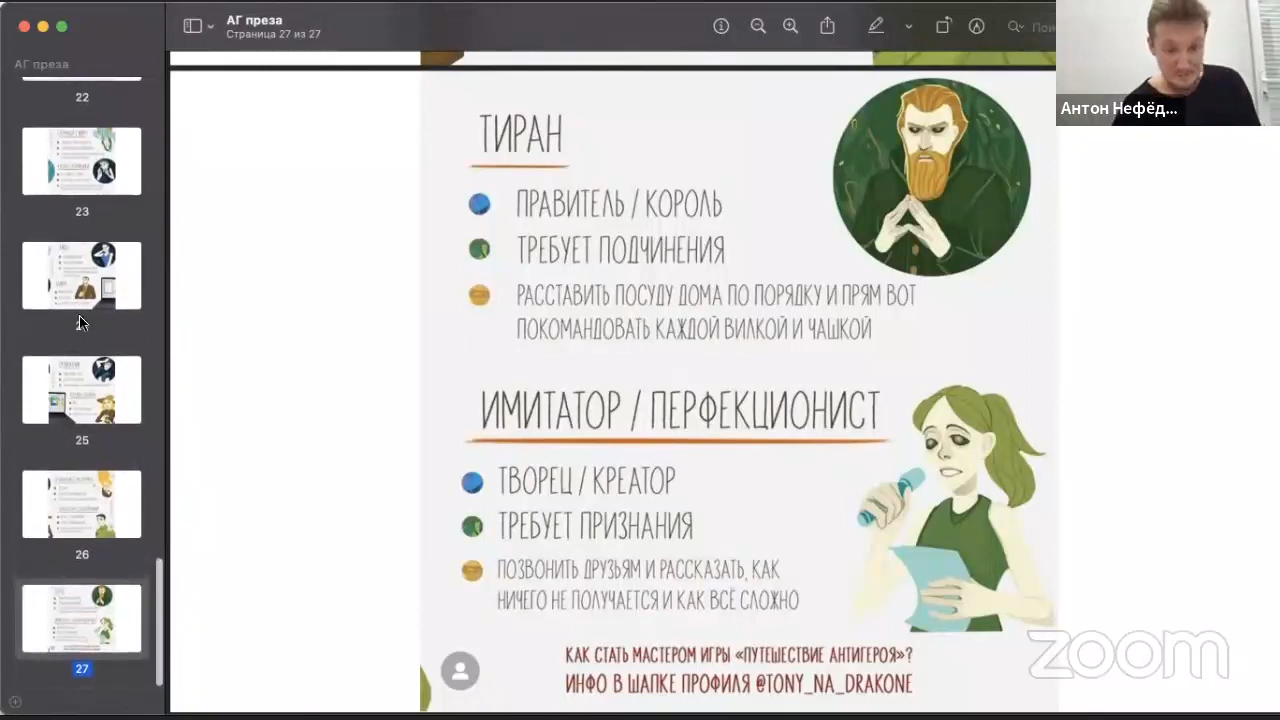 АГ преза
Страница 27 из 27
Пои
АГ преза
22
23
25
26
27
ТИРАН
ПРАВИТЕЛЬ / КОРОЛЬ
ТРЕБУЕТ ПОДЧИНЕНИЯ
РАССТАВИТЬ ПОСУДУ ДОМА ПО ПОРЯДКУ И ПРЯМ ВОТ
ПОКОМАНДОВАТЬ КАЖДОЙ ВИЛКОЙ И ЧАШКОЙ
ИМИТАТОР / ПЕРФЕКЦИОНИСТ
ТВОРЕЦ / КРЕАТОР
ТРЕБУЕТ ПРИЗНАНИЯ
ПОЗВОНИТЬ ДРУЗЬЯМ И РАССКАЗАТЬ, КАК
НИЧЕГО НЕ ПОЛУЧАЕТСЯ И КАК ВСЁ СЛОЖНО
КАК СТАТЬ МАСТЕРОМ ИГРЫ «ПУТЕШЕСТВИЕ АНТИГЕРОЯ»?
ИНФО В ШАПКЕ ПРОФИЛЯ @TONY_NA_DRAKONE
Антон Нефёд...
zoom